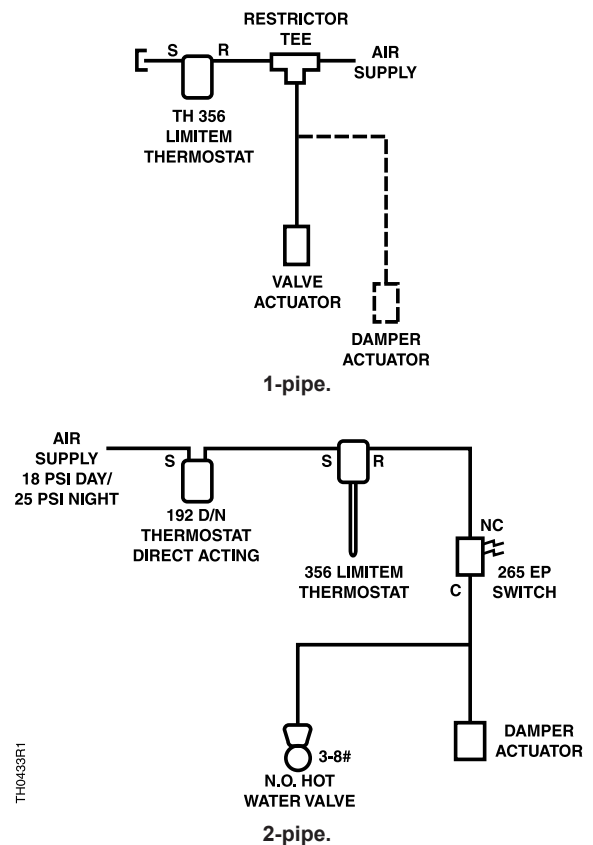 RESTRICTOR
TEE
S
R
AIR
SUPPLY
TH 356
LIMITEM
THERMOSTAT
VALVE
ACTUATOR
DAMPER
ACTUATOR
1-pipe.
AIR
SUPPLY
18 PSI DAY/
25 PSI NIGHT
S
192 D/N
THERMOSTAT
DIRECT ACTING
S
R
356 LIMITEM
THERMOSTAT
NC
265 EP
SWITCH
C
3-8#
N.O. HOT
WATER VALVE
DAMPER
ACTUATOR
TH0433R1
2-pipe.